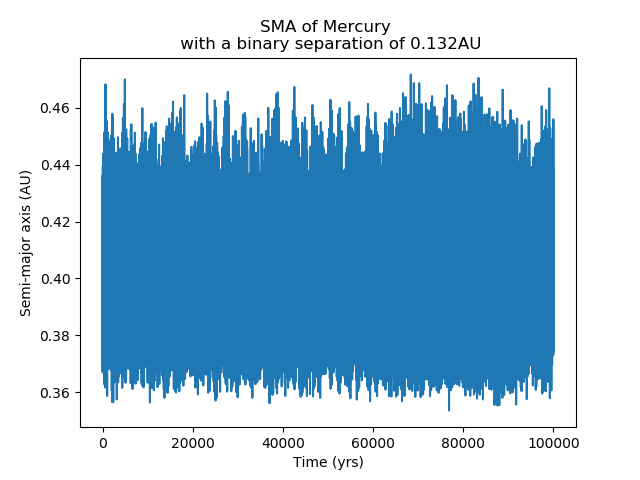 SMA of Mercury
with a binary separation of 0.132AU
Semi-major axis (AU)
0.46
0.44
0.42
0.40
0.38
0.36
0 20000 40000 60000 80000 100000
Time (yrs)